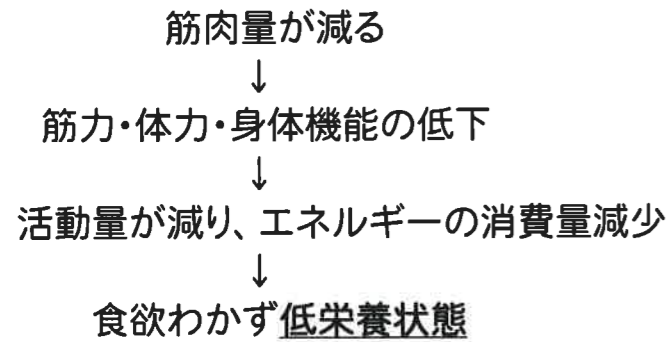 筋肉量が減る
↓
筋力・体力・身体機能の低下
↓
活動量が減り、エネルギーの消費量減少
↓
食欲わかず低栄養状態